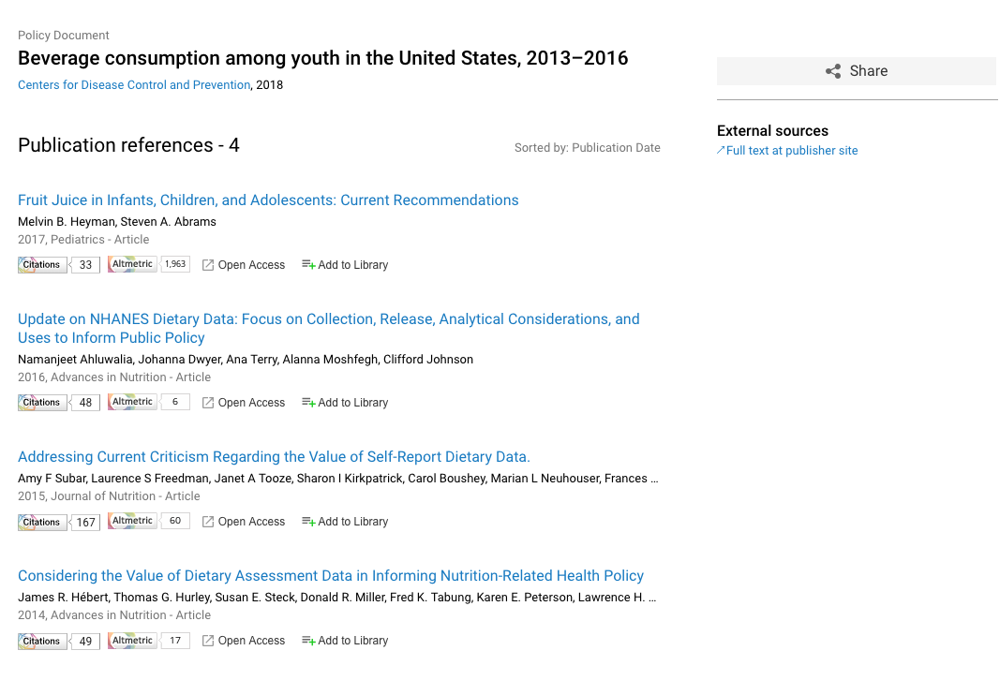 Policy Document
Beverage consumption among youth in the United States, 2013–2016
Centers for Disease Control and Prevention, 2018
Share
External sources
Full text at publisher site
Publication references - 4
Sorted by: Publication Date
Fruit Juice in Infants, Children, and Adolescents: Current Recommendations
Melvin B. Heyman, Steven A. Abrams
2017, Pediatrics - Article
Citations 33 Altmetric 1,963 Open Access Add to Library
Update on NHANES Dietary Data: Focus on Collection, Release, Analytical Considerations, and
Uses to Inform Public Policy
Namanjeet Ahluwalia, Johanna Dwyer, Ana Terry, Alanna Moshfegh, Clifford Johnson
2016, Advances in Nutrition - Article
Citations 48 Altmetric 6 Open Access Add to Library
Addressing Current Criticism Regarding the Value of Self-Report Dietary Data.
Amy F Subar, Laurence S Freedman, Janet A Tooze, Sharon I Kirkpatrick, Carol Boushey, Marian L Neuhouser, Frances ...
2015, Journal of Nutrition - Article
Citations 167 Altmetric 60 Open Access Add to Library
Considering the Value of Dietary Assessment Data in Informing Nutrition-Related Health Policy
James R. Hébert, Thomas G. Hurley, Susan E. Steck, Donald R. Miller, Fred K. Tabung, Karen E. Peterson, Lawrence H. ...
2014, Advances in Nutrition - Article
Citations 49 Altmetric 17 Open Access Add to Library